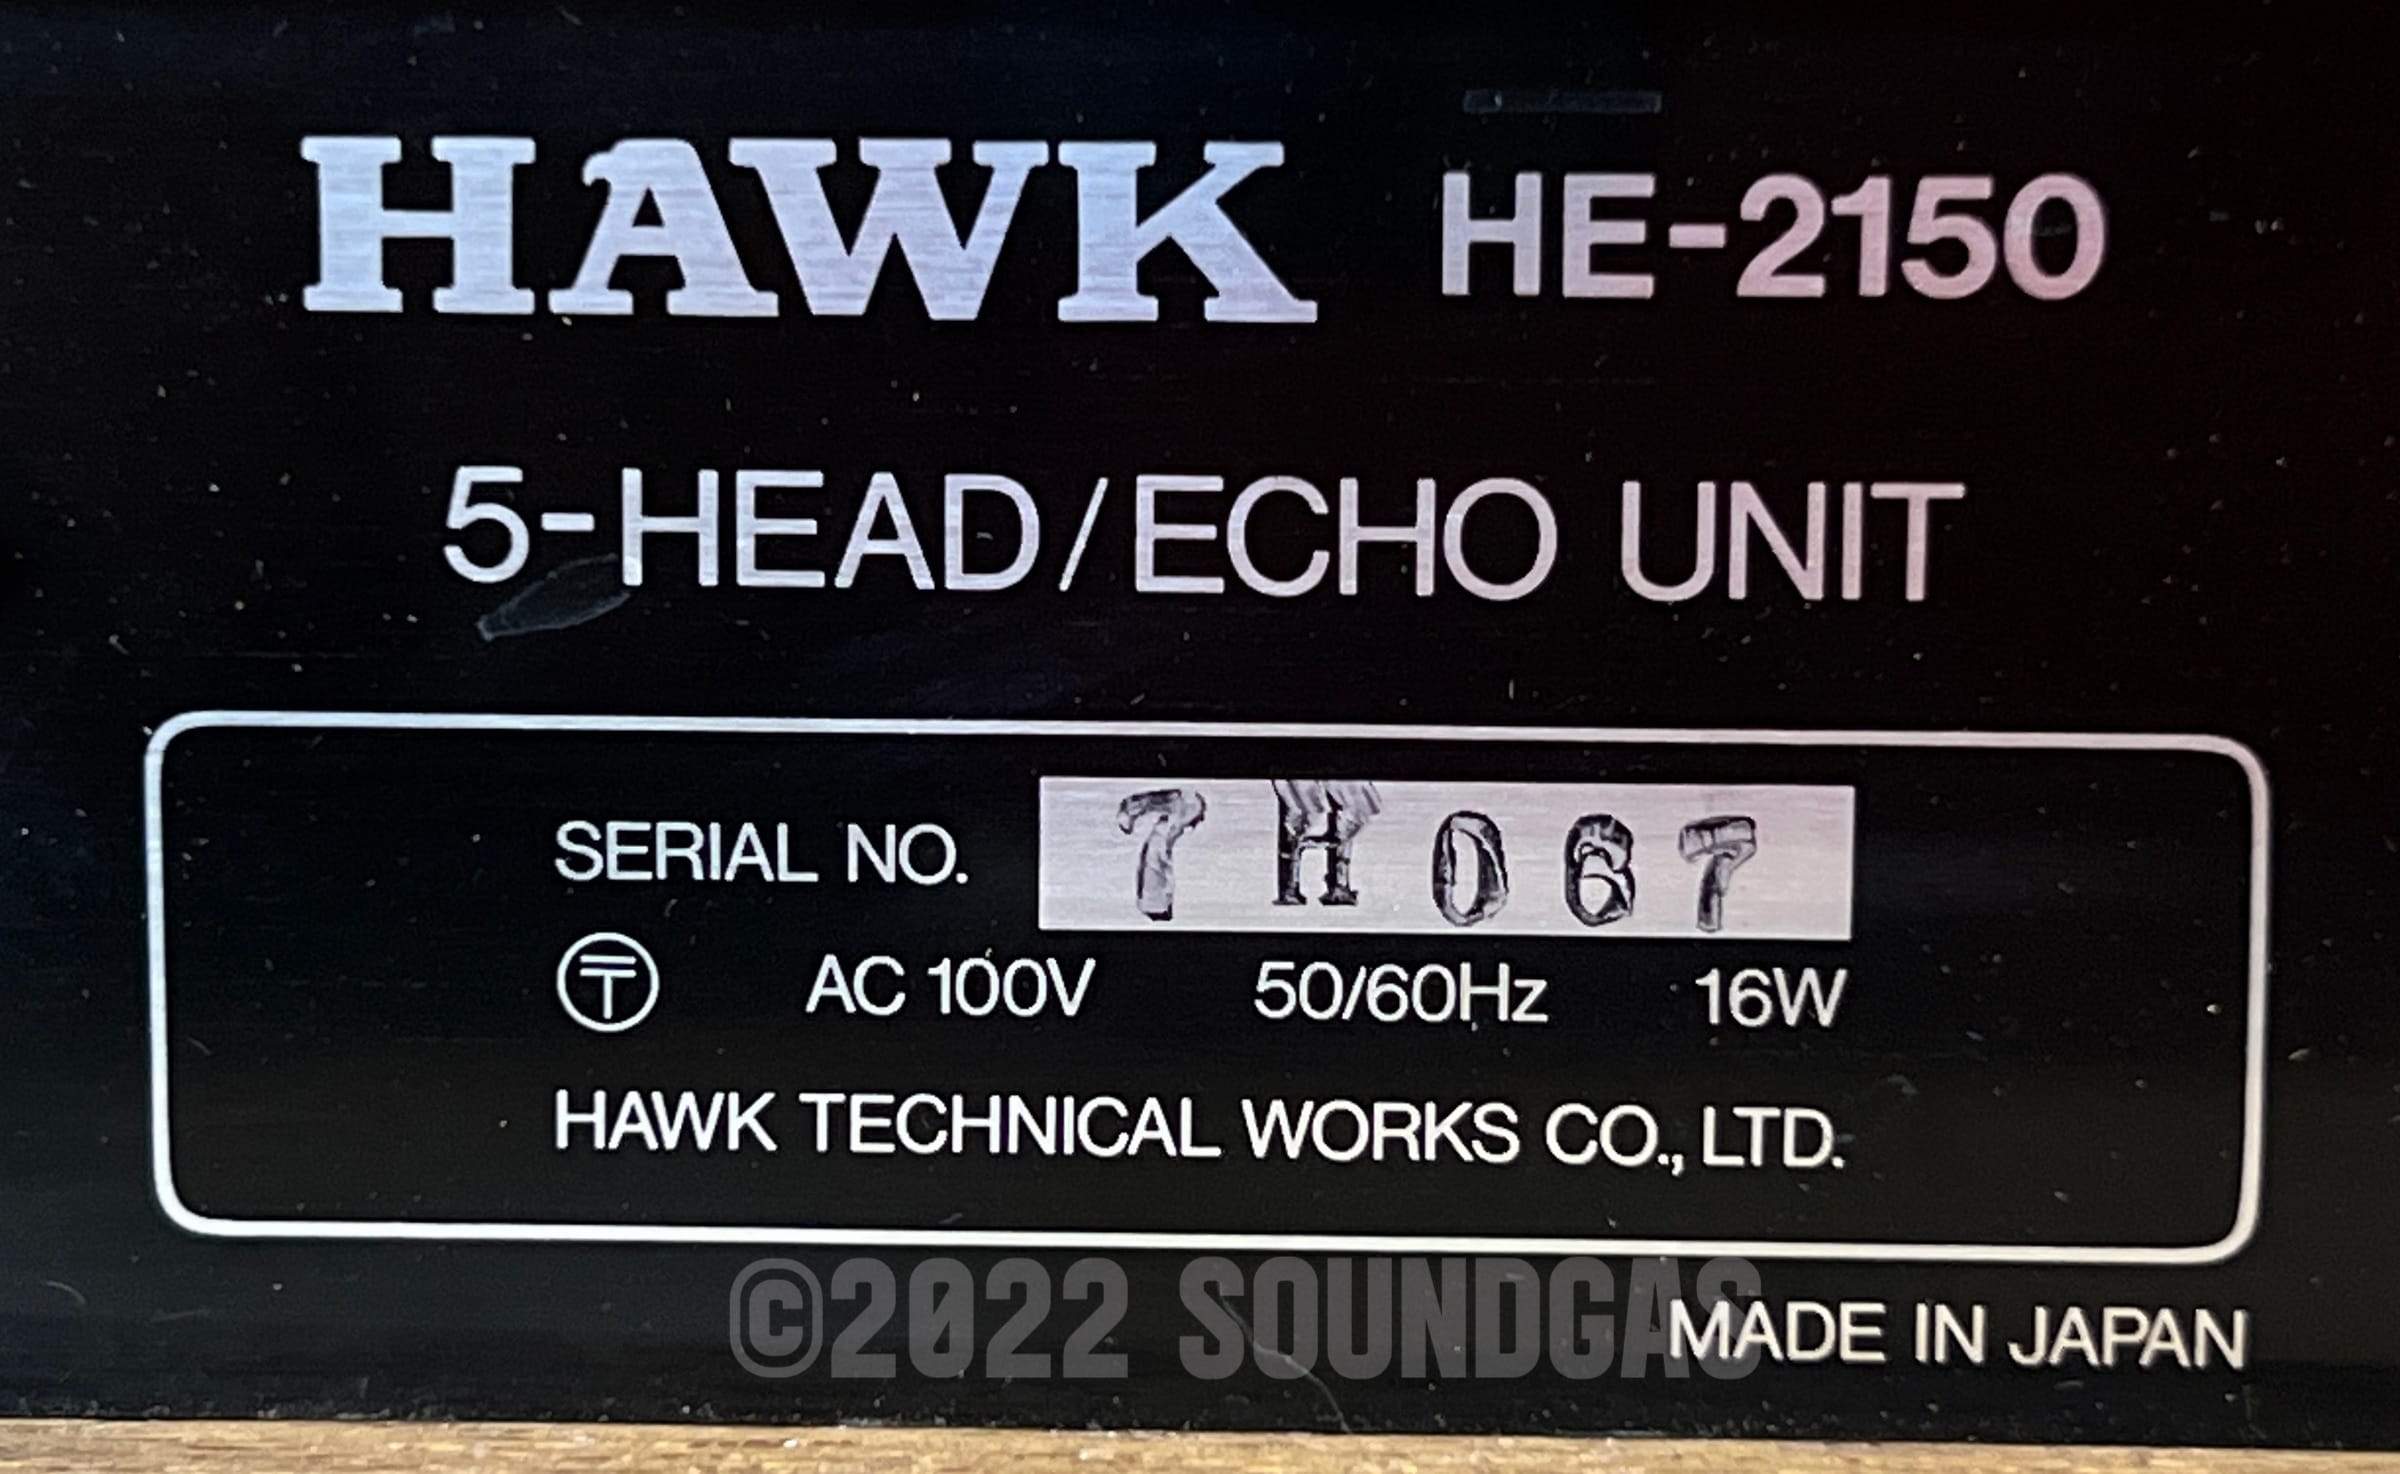 HAWK HE-2150
5-HEAD/ECHO UNIT
SERIAL NO. 7H067
〶 AC 100V 50/60Hz 16W
HAWK TECHNICAL WORKS CO., LTD.
©2022 SOUNDGAS
MADE IN JAPAN